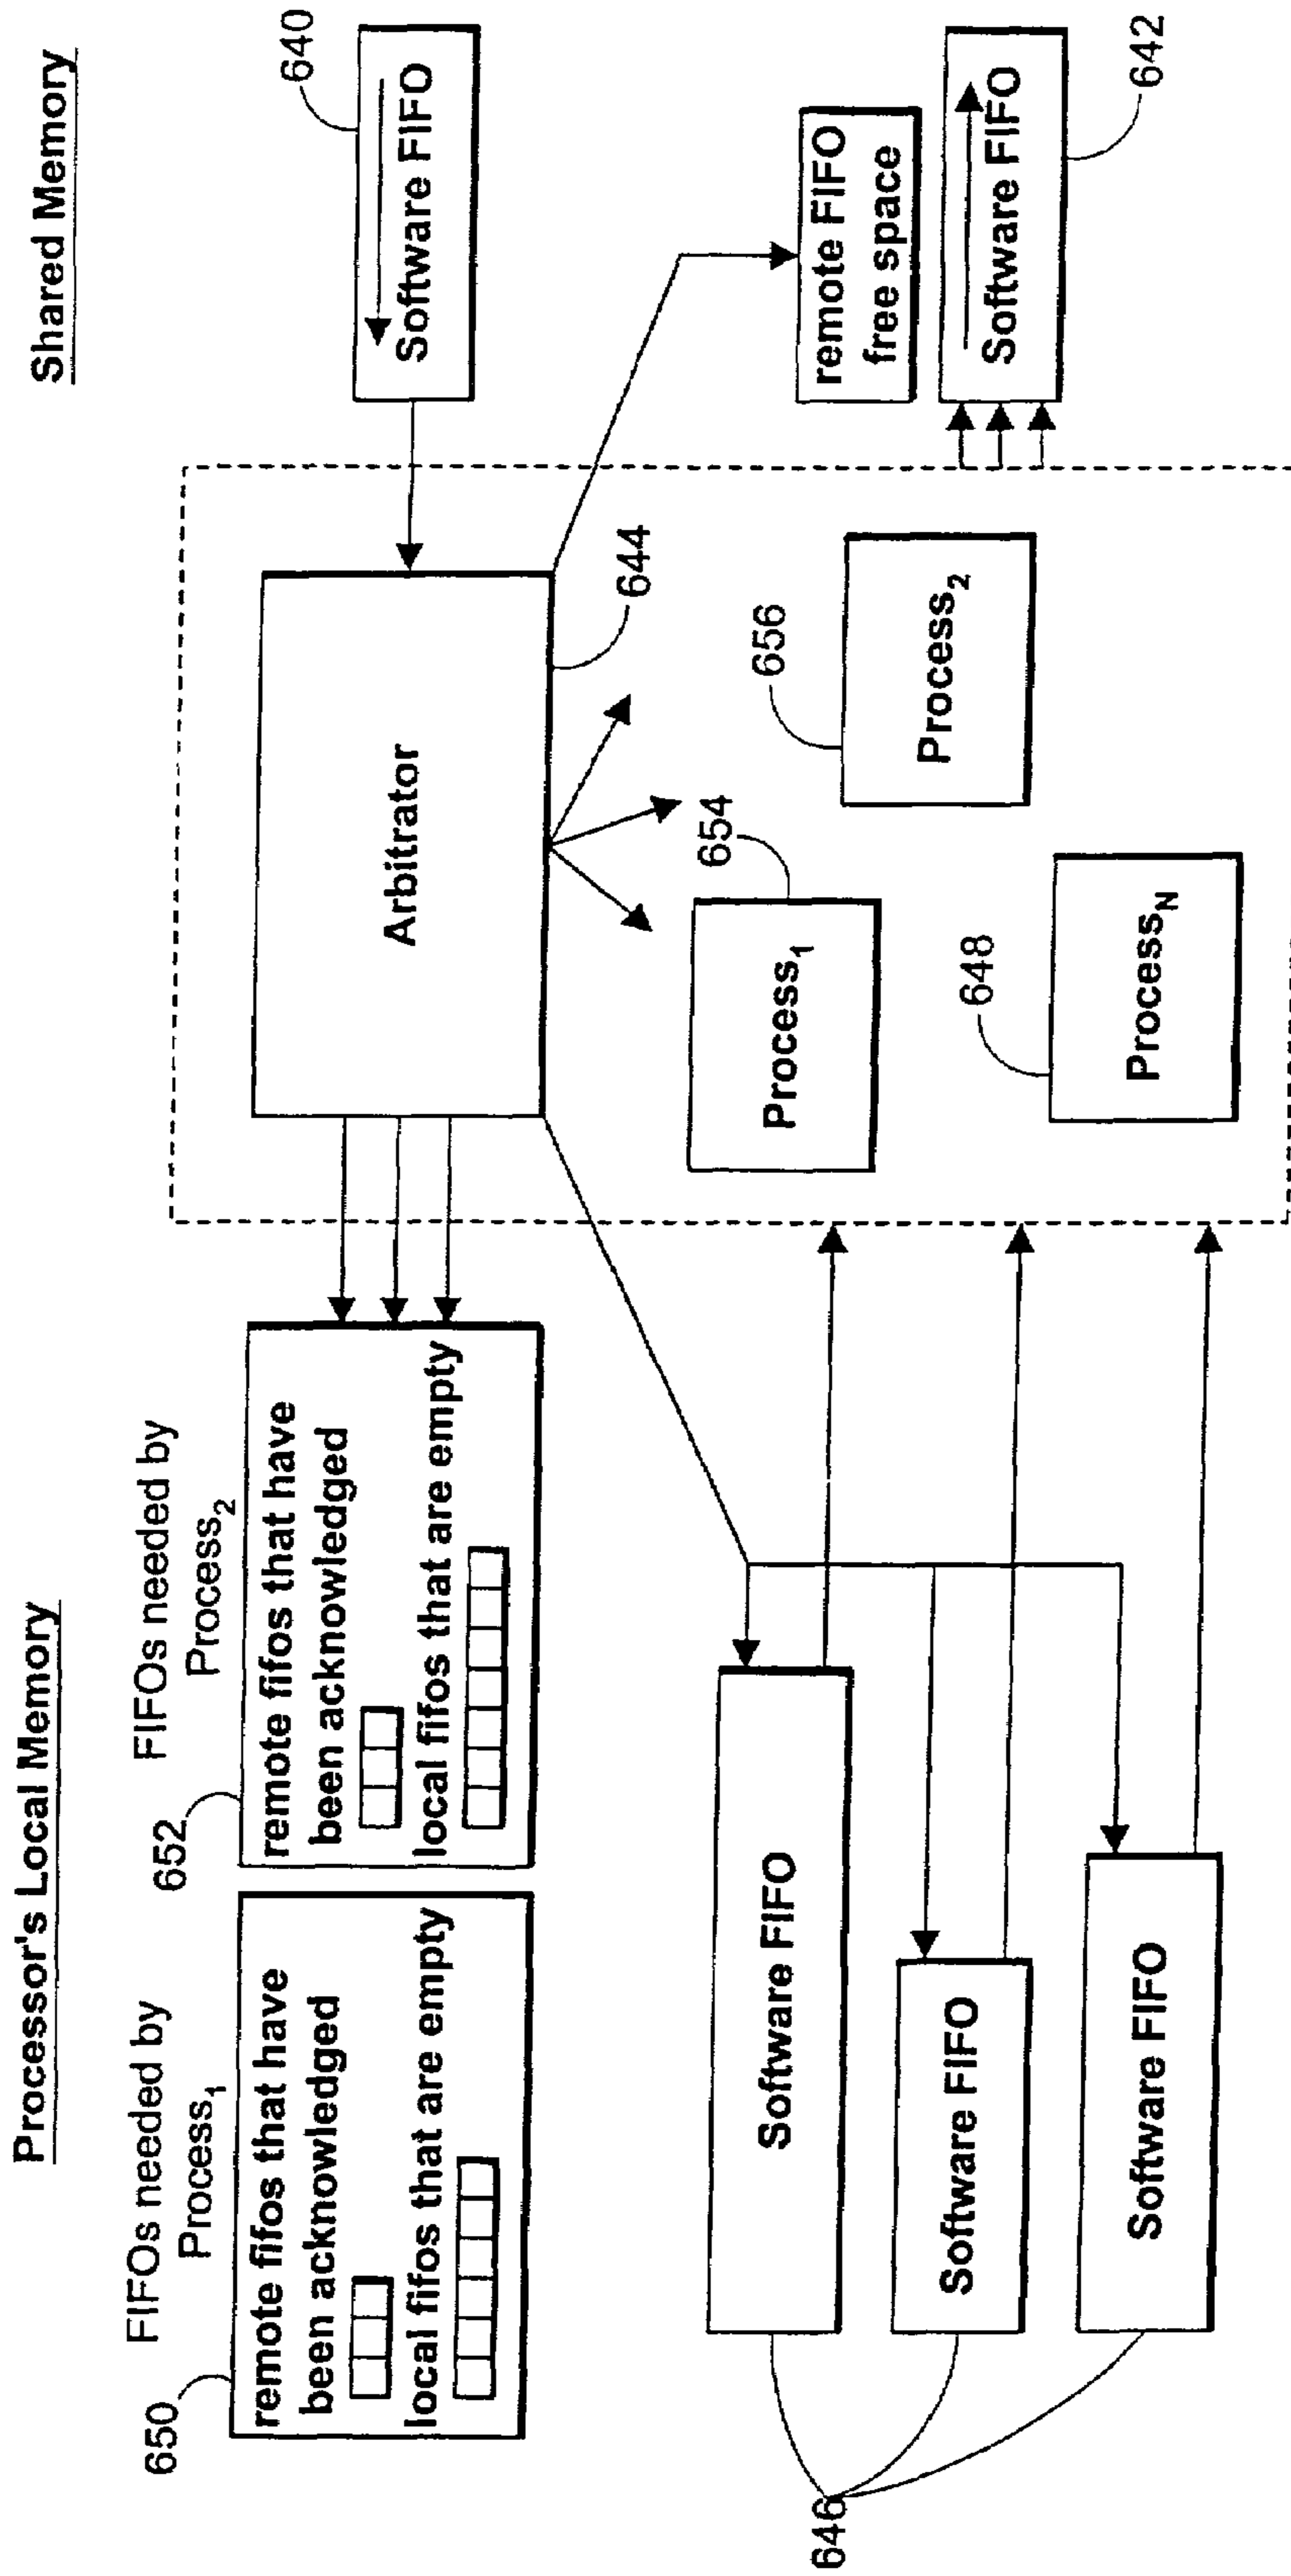 Processor's Local Memory
Shared Memory
FIFOs needed by
Process1
650
remote fifos that have
been acknowledged
local fifos that are empty
FIFOs needed by
Process2
652
remote fifos that have
been acknowledged
local fifos that are empty
Arbitrator
644
640
Software FIFO
remote FIFO
free space
Software FIFO
642
654
Process1
656
Process2
648
ProcessN
Software FIFO
Software FIFO
Software FIFO
646